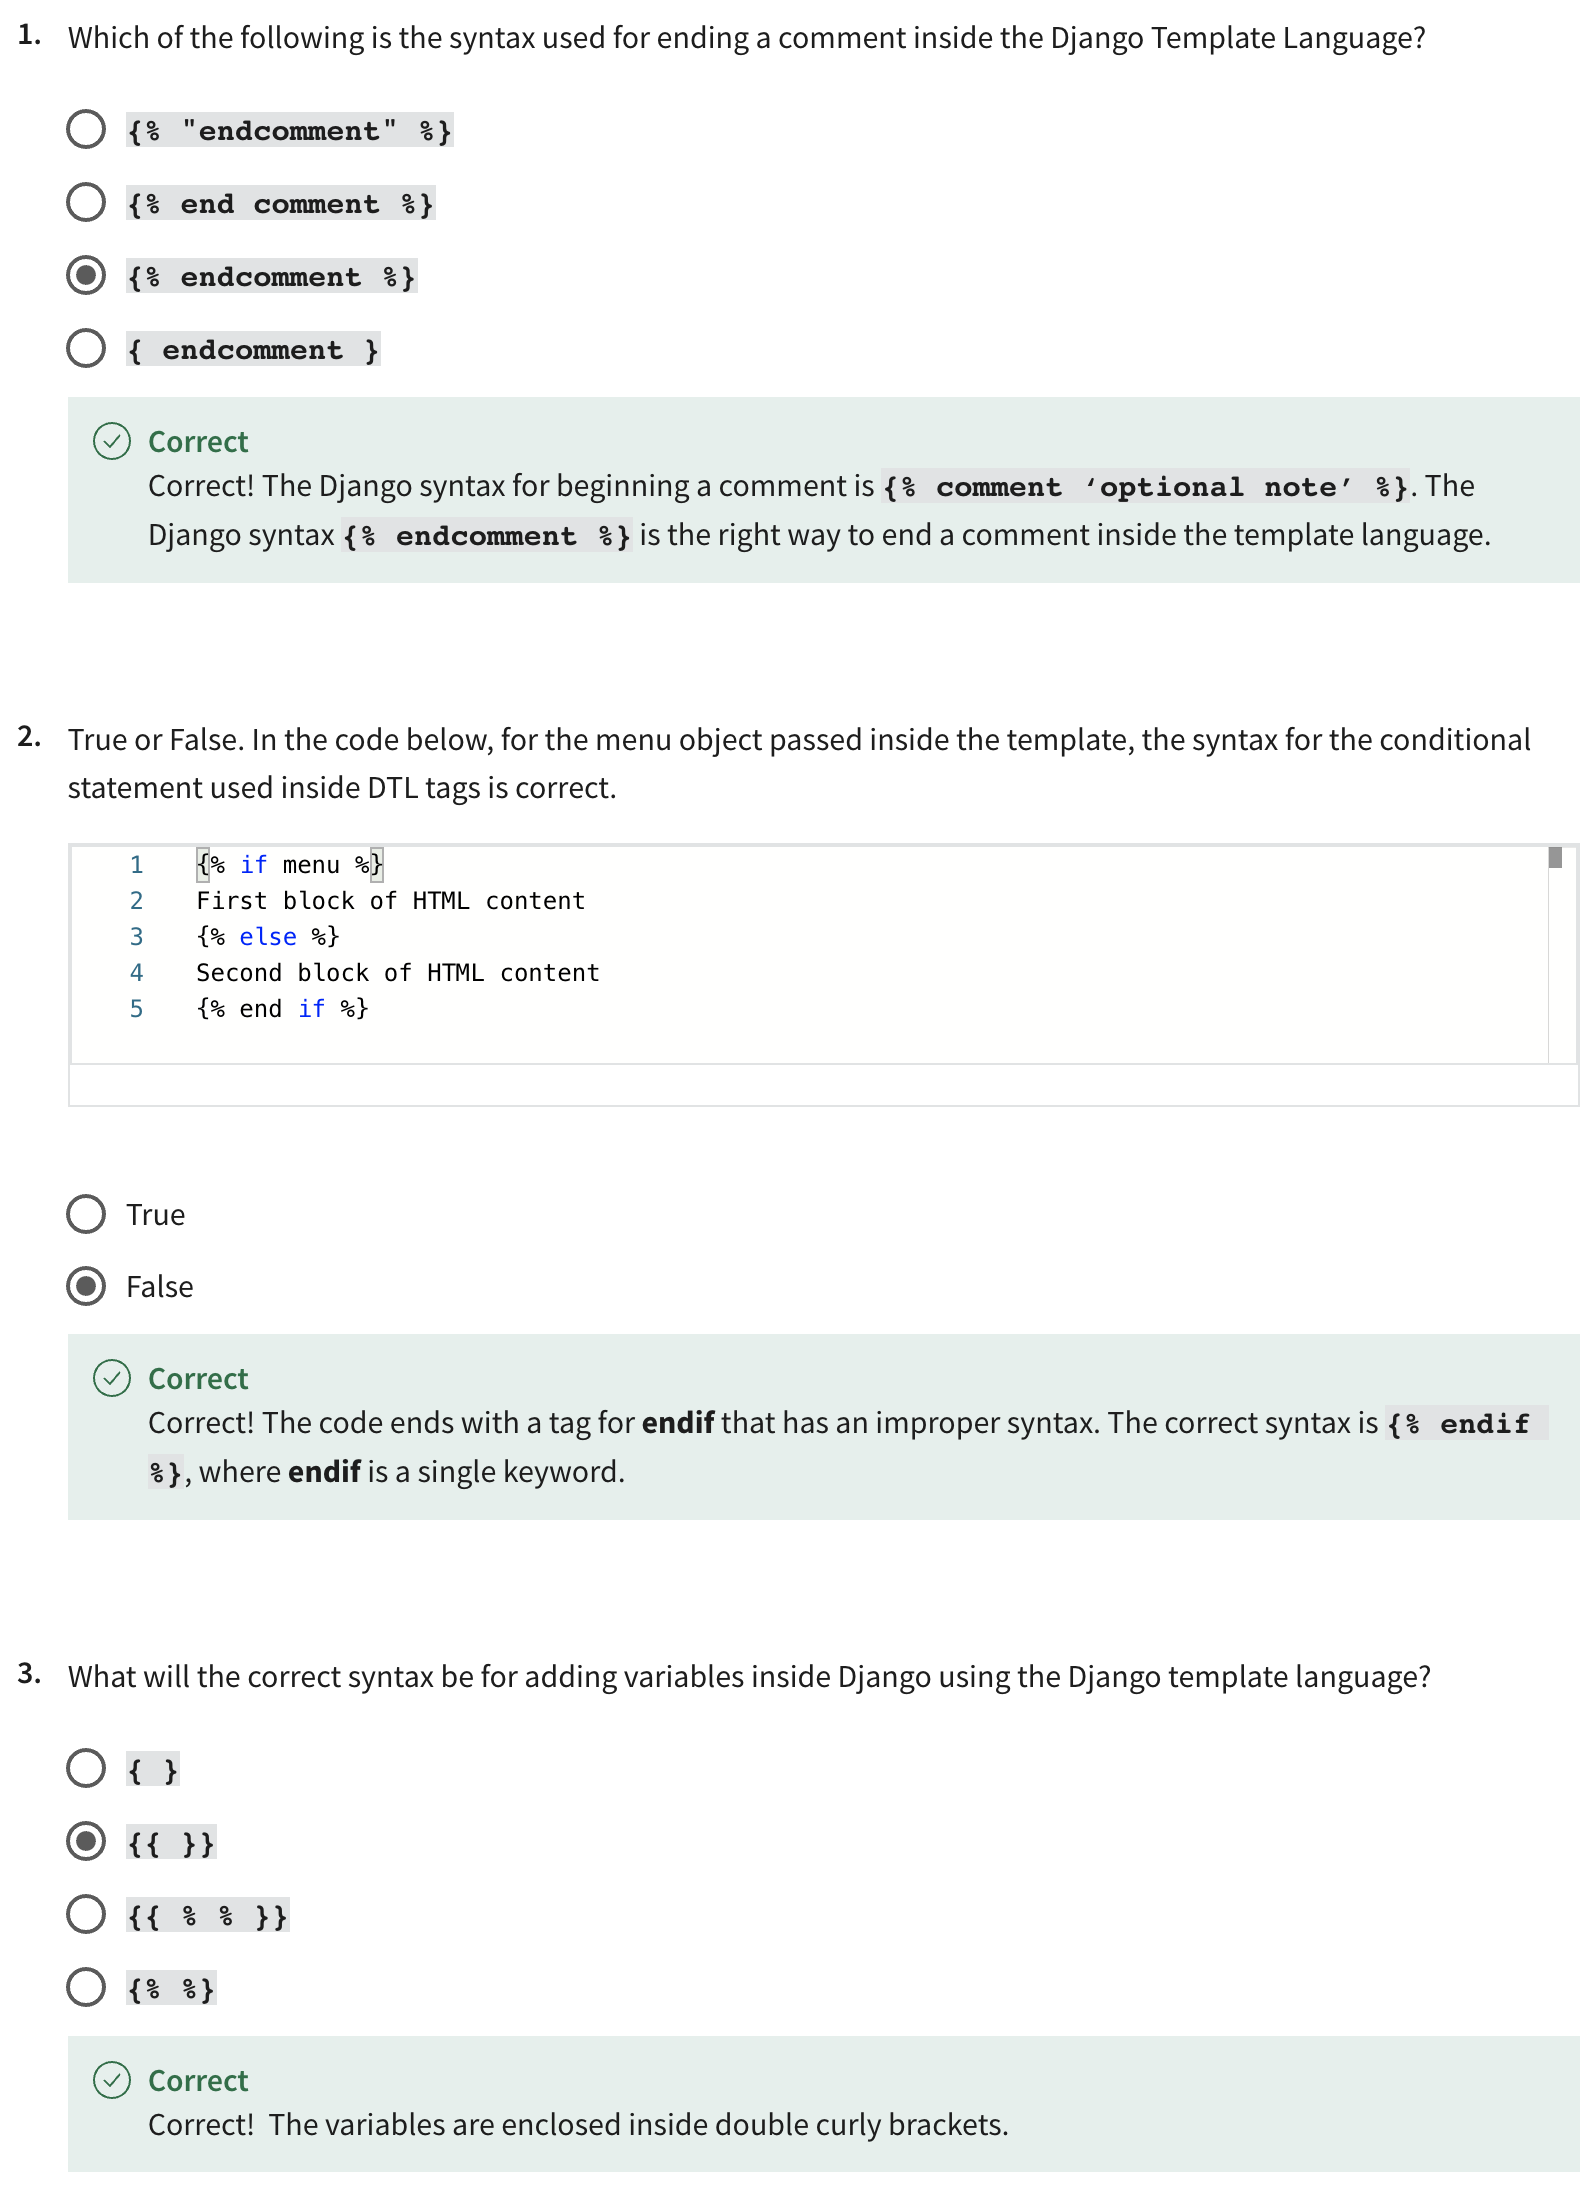 1. Which of the following is the syntax used for ending a comment inside the Django Template Language?
{% "endcomment" %}
{% end comment %}
{% endcomment %}
{ endcomment }
Correct
Correct! The Django syntax for beginning a comment is {% comment ‘optional note’ %}. The
Django syntax {% endcomment %} is the right way to end a comment inside the template language.
2. True or False. In the code below, for the menu object passed inside the template, the syntax for the conditional
statement used inside DTL tags is correct.
1 {% if menu %}
2 First block of HTML content
3 {% else %}
4 Second block of HTML content
5 {% end if %}
True
False
Correct
Correct! The code ends with a tag for endif that has an improper syntax. The correct syntax is {% endif
%}, where endif is a single keyword.
3. What will the correct syntax be for adding variables inside Django using the Django template language?
{ }
{{ }}
{{ % % }}
{% %}
Correct
Correct!  The variables are enclosed inside double curly brackets.